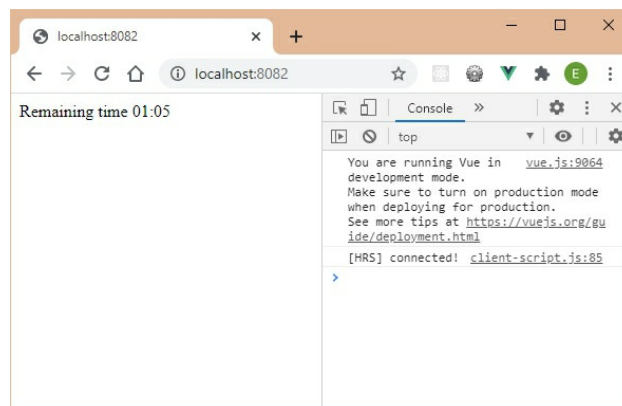 localhost:8082
localhost:8082
E
Remaining time 01:05
Console
top
You are running Vue in vue.js:9064
development mode.
Make sure to turn on production mode
when deploying for production.
See more tips at https://vuejs.org/gu
ide/deployment.html
[HRS] connected! client-script.js:85